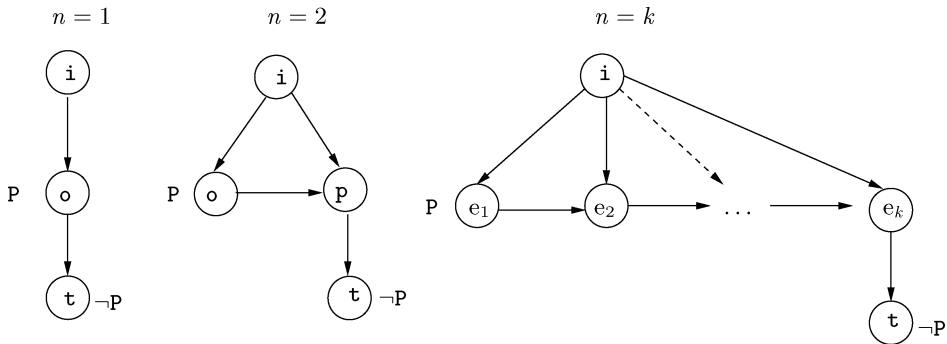 n = 1
n = 2
n = k
i
P o
t ¬P
i
P o p
t ¬P
i
P e₁ e₂ ... eₖ
t ¬P